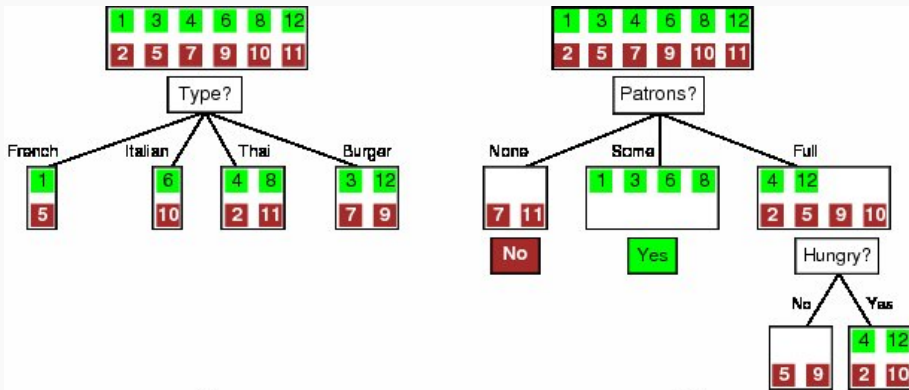 1 3 4 6 8 12
2 5 7 9 10 11
Type?
French Italian Thai Burger
1 6 4 8 3 12
5 10 2 11 7 9
1 3 4 6 8 12
2 5 7 9 10 11
Patrons?
None Some Full
1 3 6 8 4 12
7 11 2 5 9 10
No Yes Hungry?
No Yes
4 12
5 9 2 10